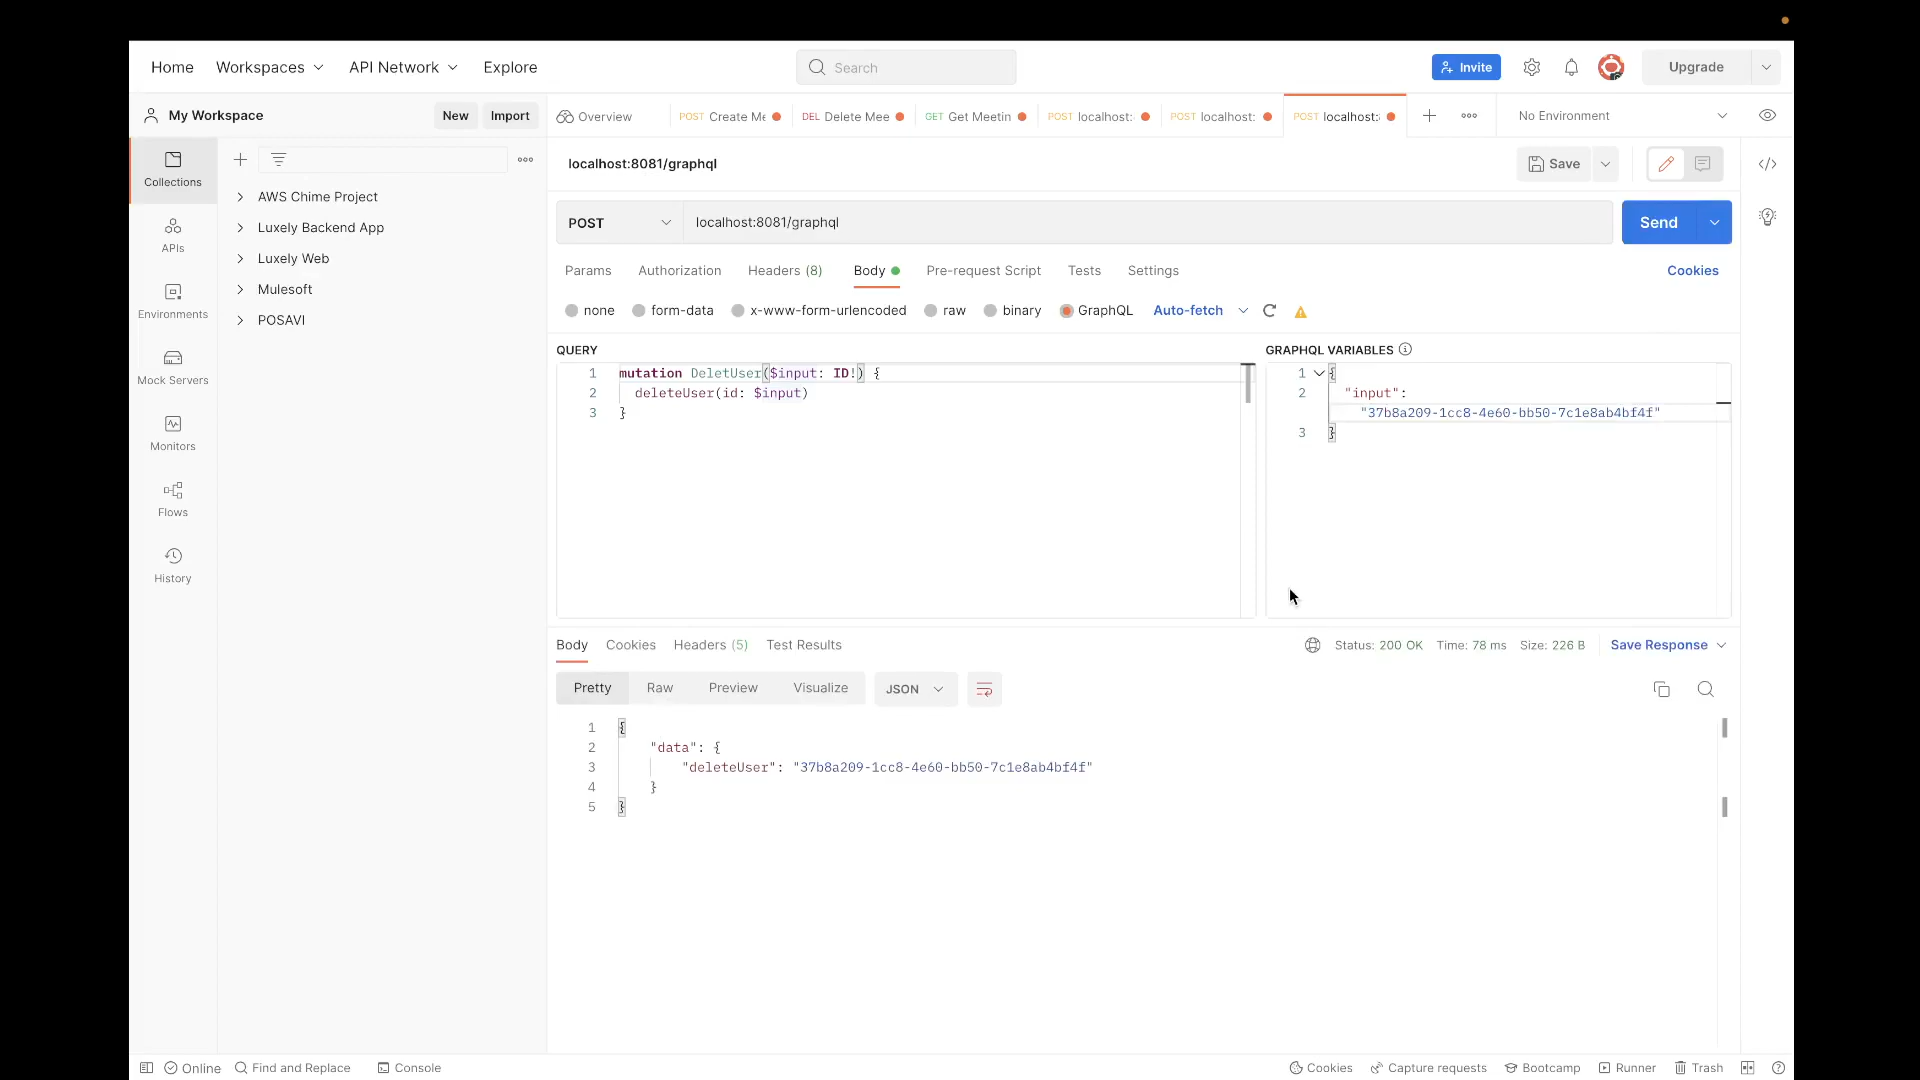 Home Workspaces API Network Explore Search Invite Upgrade
My Workspace New Import Overview POST Create Me DEL Delete Mee GET Get Meetin POST localhost: POST localhost: POST localhost: No Environment
Collections
APIs
Environments
Mock Servers
Monitors
Flows
History
AWS Chime Project
Luxely Backend App
Luxely Web
Mulesoft
POSAVI
localhost:8081/graphql Save
POST localhost:8081/graphql Send
Params Authorization Headers (8) Body Pre-request Script Tests Settings Cookies
none form-data x-www-form-urlencoded raw binary GraphQL Auto-fetch
QUERY
1 mutation DeletUser($input: ID!) {
2 deleteUser(id: $input)
3 }
GRAPHQL VARIABLES
1 {
2 "input":
"37b8a209-1cc8-4e60-bb50-7c1e8ab4bf4f"
3 }
Body Cookies Headers (5) Test Results Status: 200 OK Time: 78 ms Size: 226 B Save Response
Pretty Raw Preview Visualize JSON
1 {
2 "data": {
3 "deleteUser": "37b8a209-1cc8-4e60-bb50-7c1e8ab4bf4f"
4 }
5 }
Online Find and Replace Console Cookies Capture requests Bootcamp Runner Trash